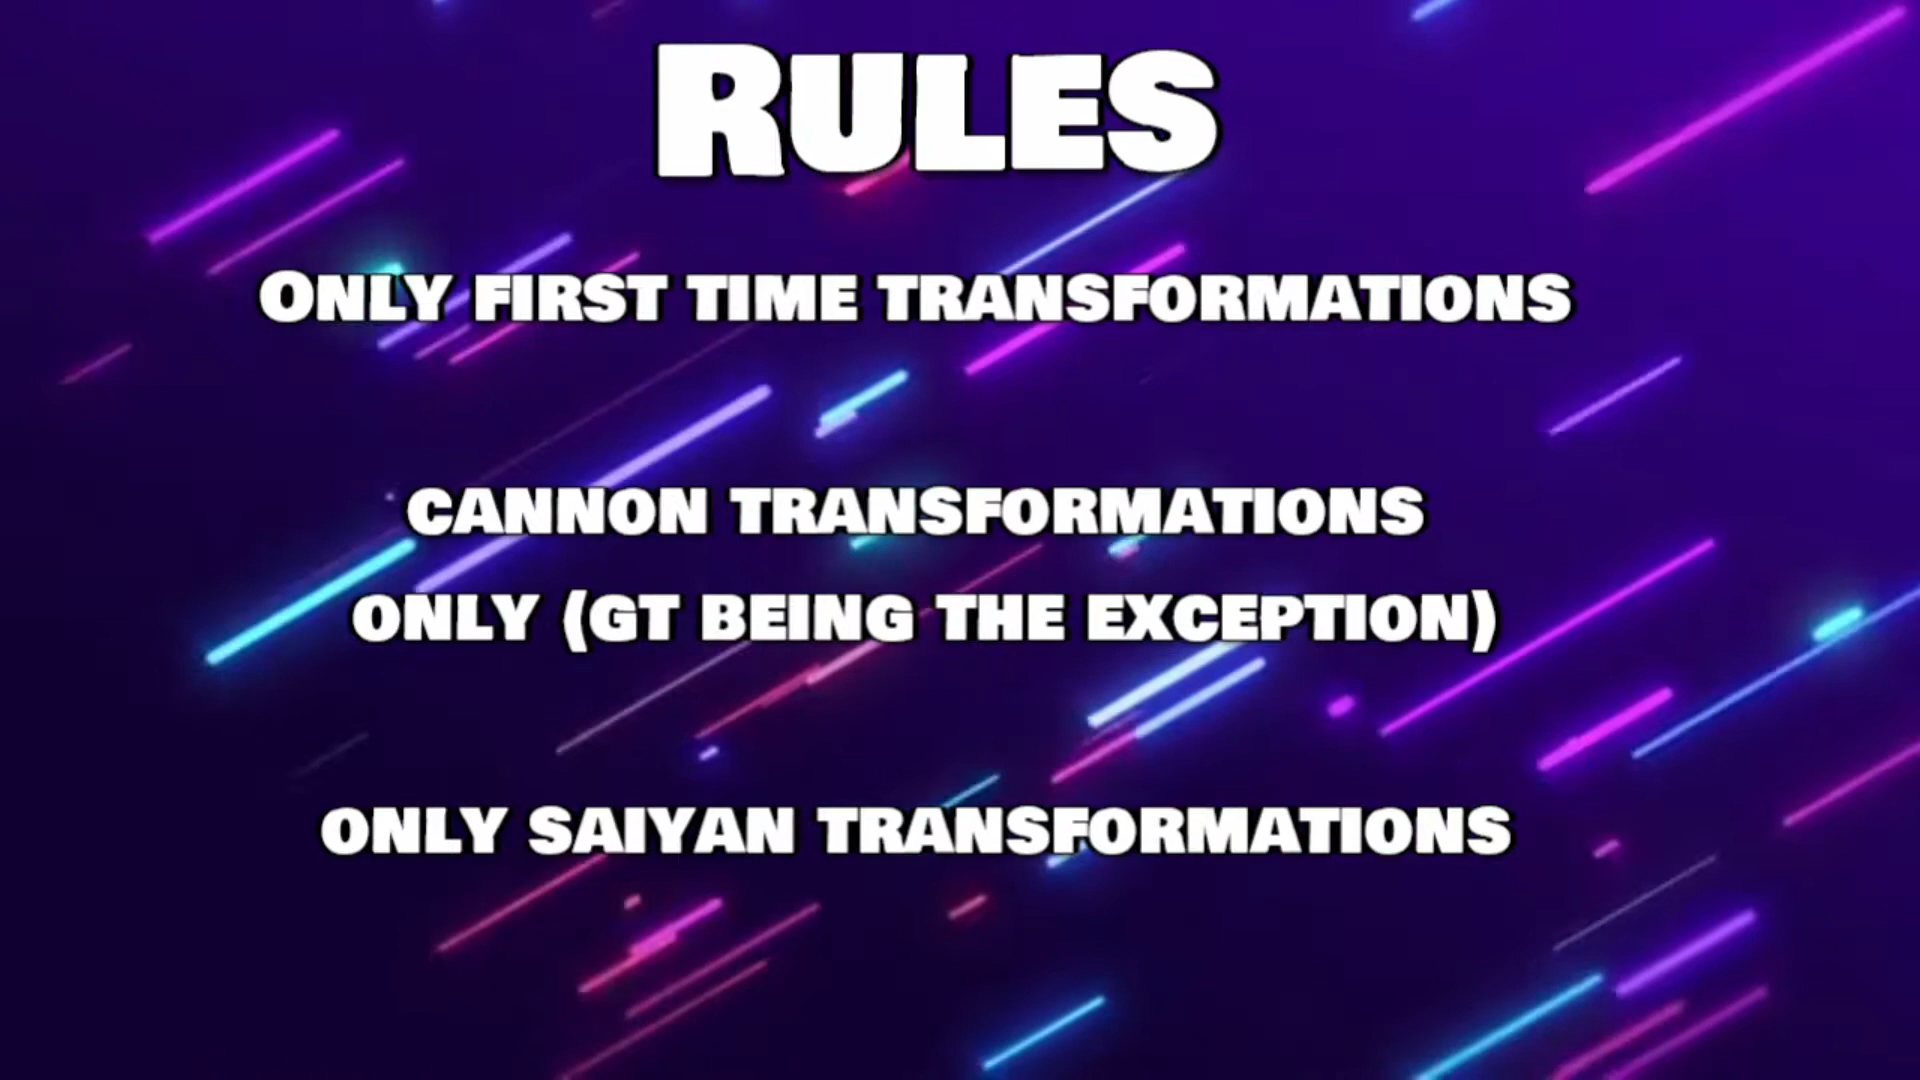 RULES
ONLY FIRST TIME TRANSFORMATIONS
CANNON TRANSFORMATIONS
ONLY (GT BEING THE EXCEPTION)
ONLY SAIYAN TRANSFORMATIONS